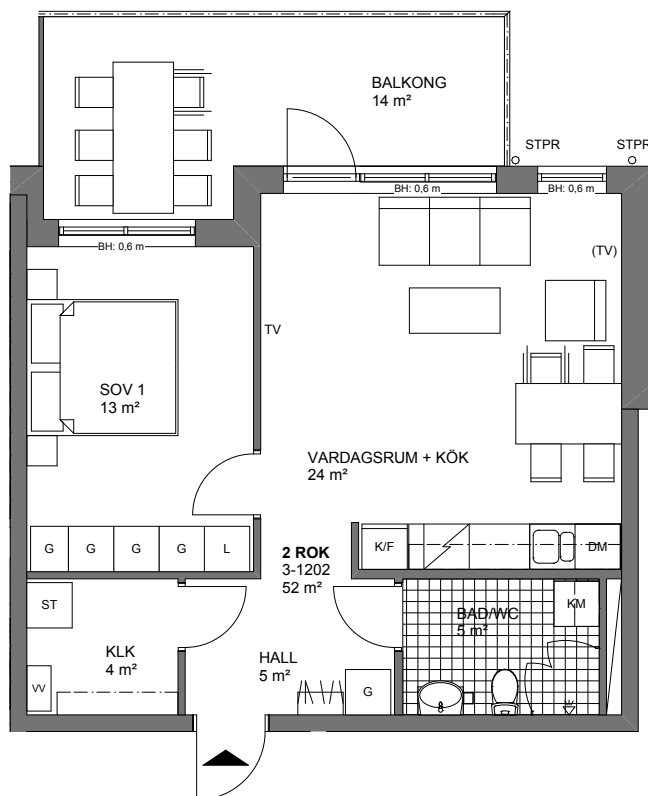 BALKONG
14 m²
STPR
STPR
BH: 0,6 m
BH: 0,6 m
BH: 0,6 m
(TV)
TV
SOV 1
13 m²
VARDAGSRUM + KÖK
24 m²
G
G
G
G
L
2 ROK
3-1202
52 m²
K/F
DM
ST
KLK
4 m²
VV
HALL
5 m²
G
BAD/WC
5 m²
KM